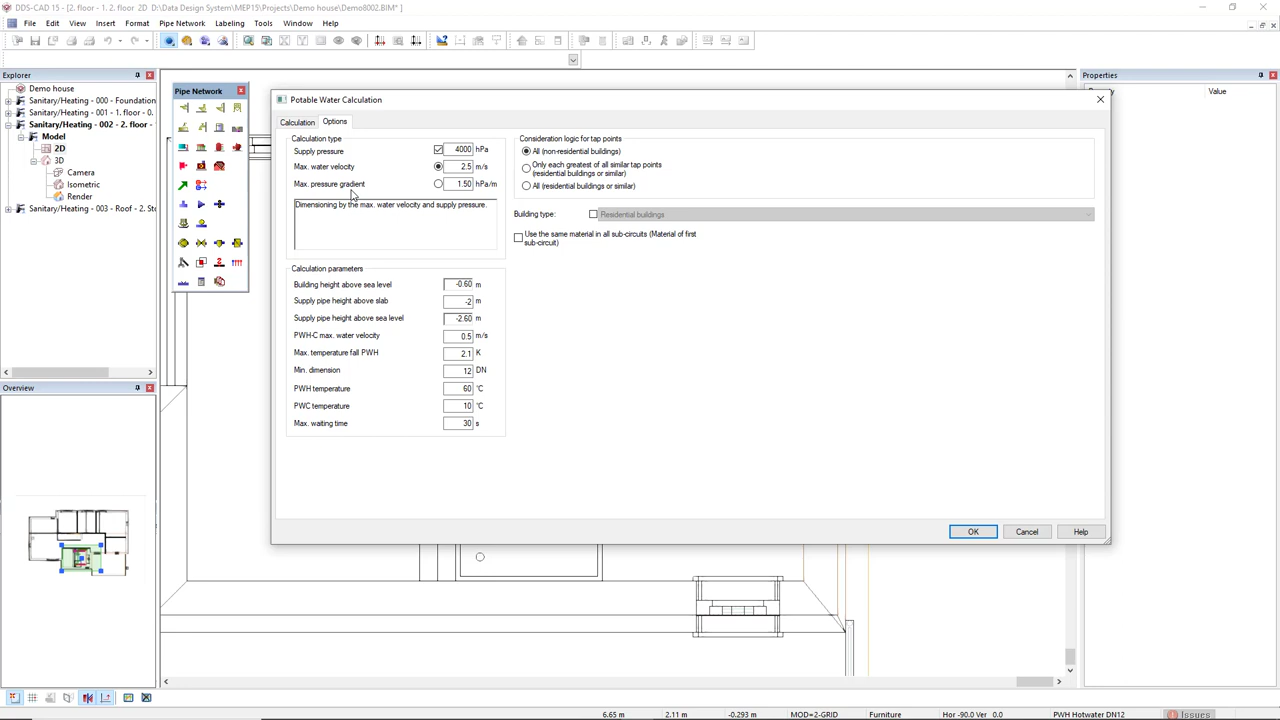 DDS-CAD 15 [ 2. floor - 1. 2. floor  2D  D:\Data Design System\MEP15\Projects\Demo house\Demo8002.BIM* ]
File Edit View Insert Format Pipe Network Labeling Tools Window Help
Explorer
Demo house
Sanitary/Heating - 000 - Foundation
Sanitary/Heating - 001 - 1. floor - 0.
Sanitary/Heating - 002 - 2. floor -
Model
2D
3D
Camera
Isometric
Render
Sanitary/Heating - 003 - Roof - 2. Sto
Overview
Pipe Network
Potable Water Calculation
Calculation Options
Calculation type
Supply pressure 4000 hPa
Max. water velocity 2.5 m/s
Max. pressure gradient 1.50 hPa/m
Dimensioning by the max. water velocity and supply pressure.
Calculation parameters
Building height above sea level -0.60 m
Supply pipe height above slab -2 m
Supply pipe height above sea level -2.60 m
PWH-C max. water velocity 0.5 m/s
Max. temperature fall PWH 2.1 K
Min. dimension 12 DN
PWH temperature 60 °C
PWC temperature 10 °C
Max. waiting time 30 s
Consideration logic for tap points
All (non-residential buildings)
Only each greatest of all similar tap points
(residential buildings or similar)
All (residential buildings or similar)
Building type: Residential buildings
Use the same material in all sub-circuits (Material of first
sub-circuit)
OK Cancel Help
Properties
Value
6.65 m 2.11 m -0.293 m MOD=2-GRID Furniture Hor -90.0 Ver 0.0 PWH Hotwater DN12 Issues